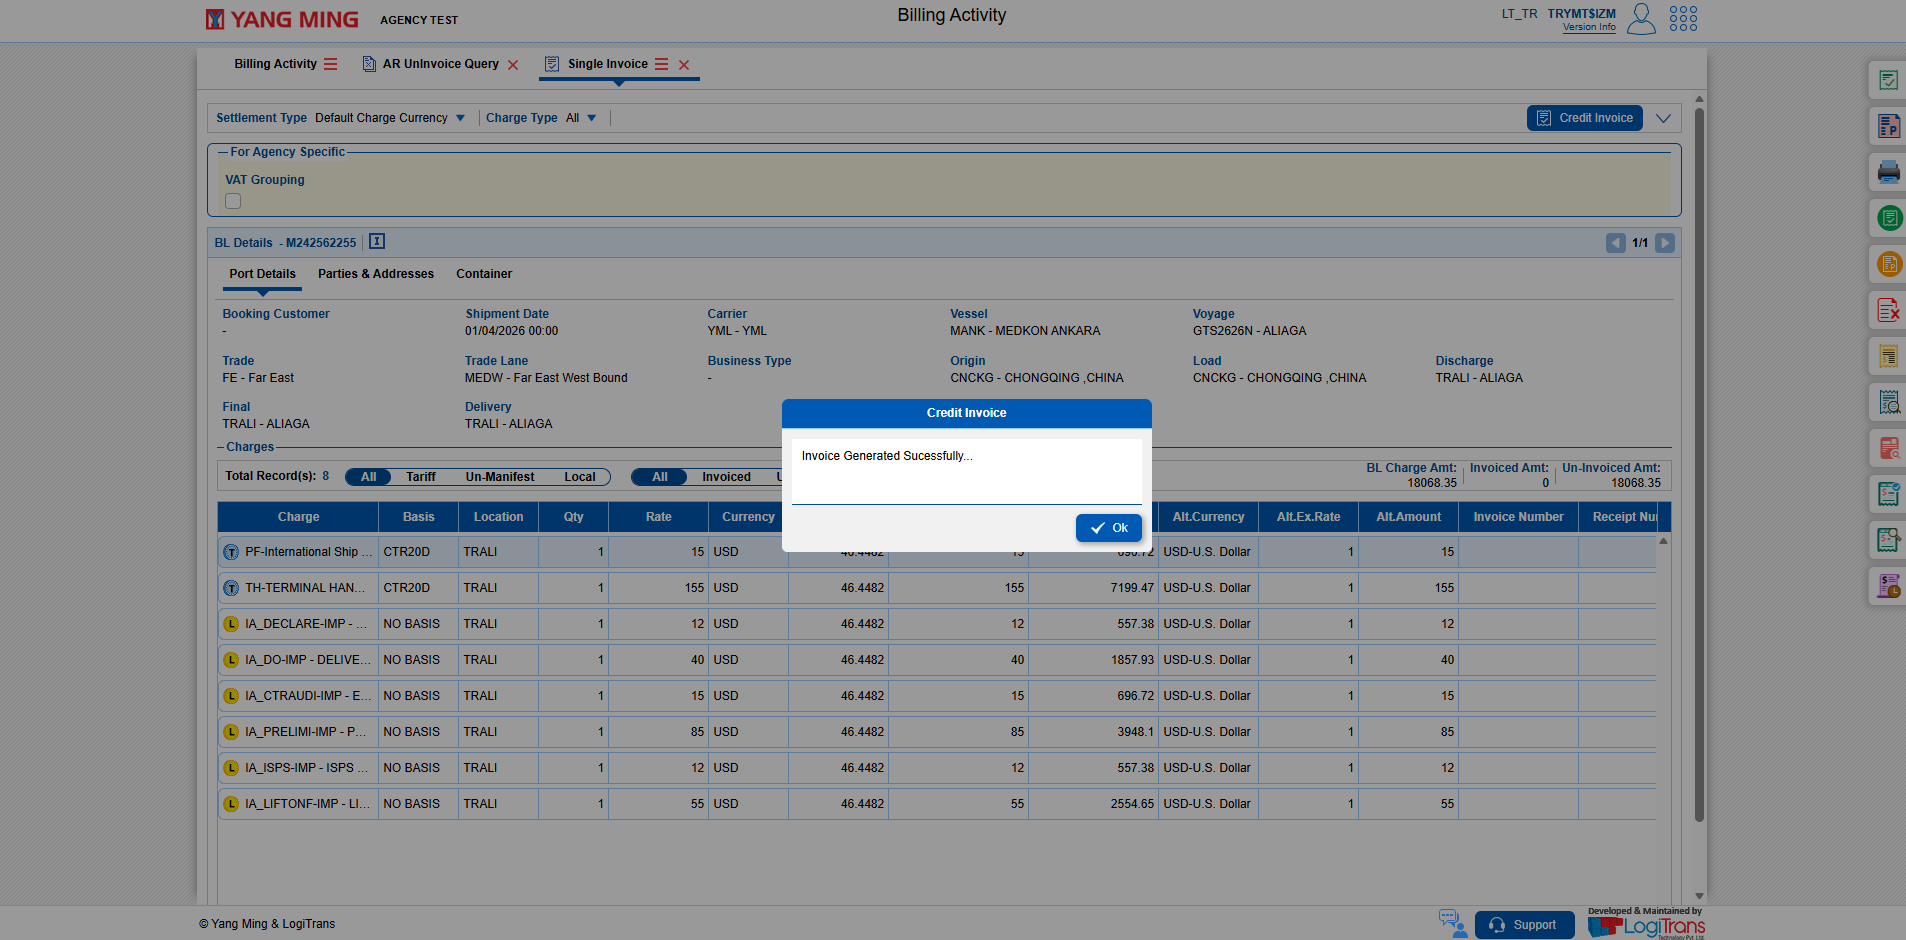 YANG MING AGENCY TEST
Billing Activity
LT_TR TRYMT$IZM
Version Info
Billing Activity AR UnInvoice Query Single Invoice
Settlement Type Default Charge Currency Charge Type All Credit Invoice
For Agency Specific
VAT Grouping
BL Details - M242562255 1/1
Port Details Parties & Addresses Container
Booking Customer Shipment Date Carrier Vessel Voyage
- 01/04/2026 00:00 YML - YML MANK - MEDKON ANKARA GTS2626N - ALIAGA
Trade Trade Lane Business Type Origin Load Discharge
FE - Far East MEDW - Far East West Bound - CNCKG - CHONGQING ,CHINA CNCKG - CHONGQING ,CHINA TRALI - ALIAGA
Final Delivery
TRALI - ALIAGA TRALI - ALIAGA
Credit Invoice
Invoice Generated Sucessfully...
Ok
Charges
Total Record(s): 8 All Tariff Un-Manifest Local All Invoiced
BL Charge Amt: Invoiced Amt: Un-Invoiced Amt:
18068.35 0 18068.35
Charge Basis Location Qty Rate Currency Alt.Currency Alt.Ex.Rate Alt.Amount Invoice Number Receipt Nu
T PF-International Ship ... CTR20D TRALI 1 15 USD 46.4482 15 696.72 USD-U.S. Dollar 1 15
T TH-TERMINAL HAN... CTR20D TRALI 1 155 USD 46.4482 155 7199.47 USD-U.S. Dollar 1 155
L IA_DECLARE-IMP - ... NO BASIS TRALI 1 12 USD 46.4482 12 557.38 USD-U.S. Dollar 1 12
L IA_DO-IMP - DELIVE... NO BASIS TRALI 1 40 USD 46.4482 40 1857.93 USD-U.S. Dollar 1 40
L IA_CTRAUDI-IMP - E... NO BASIS TRALI 1 15 USD 46.4482 15 696.72 USD-U.S. Dollar 1 15
L IA_PRELIMI-IMP - P... NO BASIS TRALI 1 85 USD 46.4482 85 3948.1 USD-U.S. Dollar 1 85
L IA_ISPS-IMP - ISPS ... NO BASIS TRALI 1 12 USD 46.4482 12 557.38 USD-U.S. Dollar 1 12
L IA_LIFTONF-IMP - LI... NO BASIS TRALI 1 55 USD 46.4482 55 2554.65 USD-U.S. Dollar 1 55
© Yang Ming & LogiTrans
Support
Developed & Maintained by
LogiTrans
Technology Pvt. Ltd.